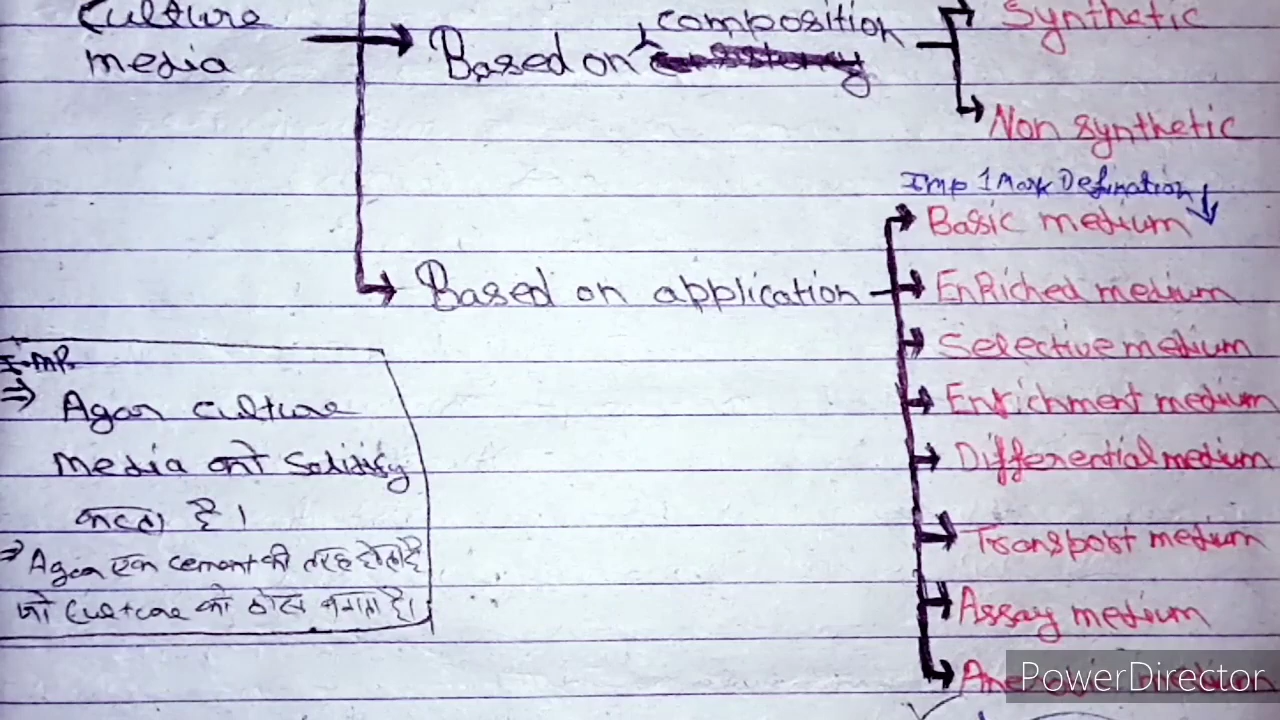 Culture
media
Based on composition
Synthetic
Non synthetic
Imp 1 Mark Defination
Basic medium
Based on application
EnRiched medium
Selective medium
Enrichment medium
Differential medium
Transport medium
Assay medium
medium
Imp.
⇒ Agar culture
media को Solidify
करता है।
⇒ Agar एक cement की तरह होता है
जो Culture को ठोस बनाता है।
PowerDirector